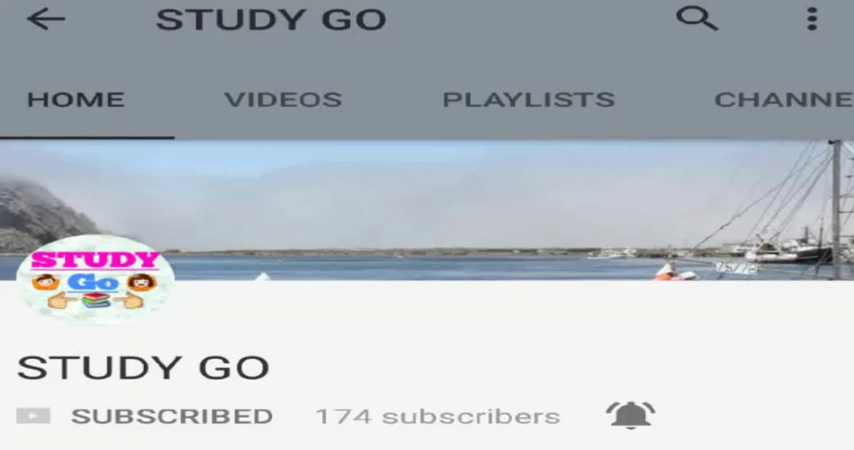 STUDY GO
HOME VIDEOS PLAYLISTS CHANNE
STUDY
Go
STUDY GO
SUBSCRIBED 174 subscribers